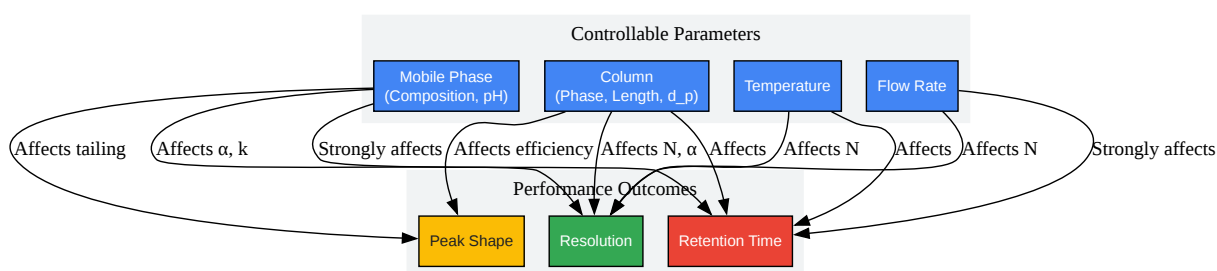 Controllable Parameters
Mobile Phase
(Composition, pH)
Column
(Phase, Length, d_p)
Temperature
Flow Rate
Affects tailing
Affects α, k
Strongly affects
Affects efficiency
Affects N, α
Affects
Affects N
Affects
Affects N
Strongly affects
Performance Outcomes
Peak Shape
Resolution
Retention Time